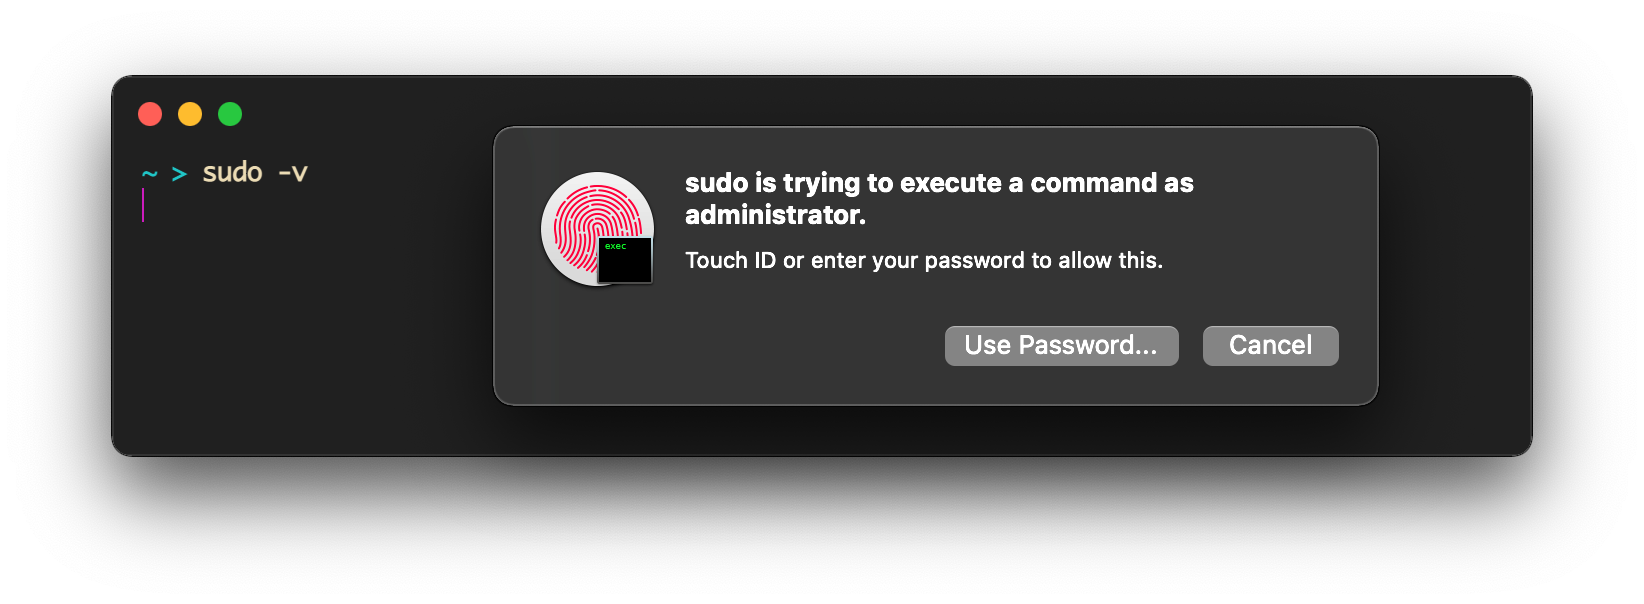 ~ > sudo -v
exec
sudo is trying to execute a command as
administrator.
Touch ID or enter your password to allow this.
Use Password... Cancel